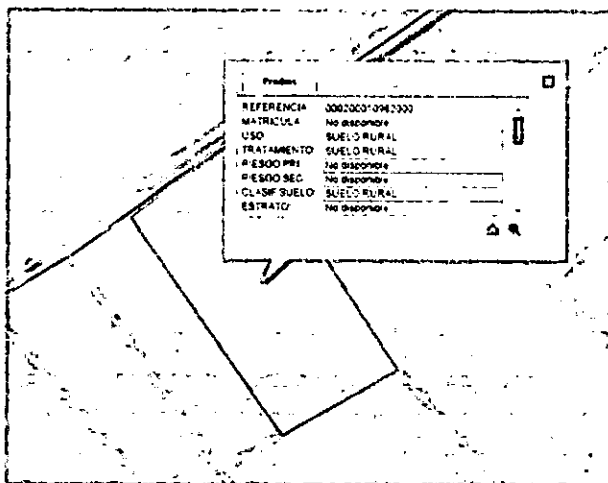 Predios
REFERENCIA 000200010962000
MATRICULA No disponible
USO SUELO RURAL
TRATAMIENTO SUELO RURAL
RIESGO PRI No disponible
RIESGO SEC No disponible
CLASIF SUELO SUELO RURAL
ESTRATO No disponible